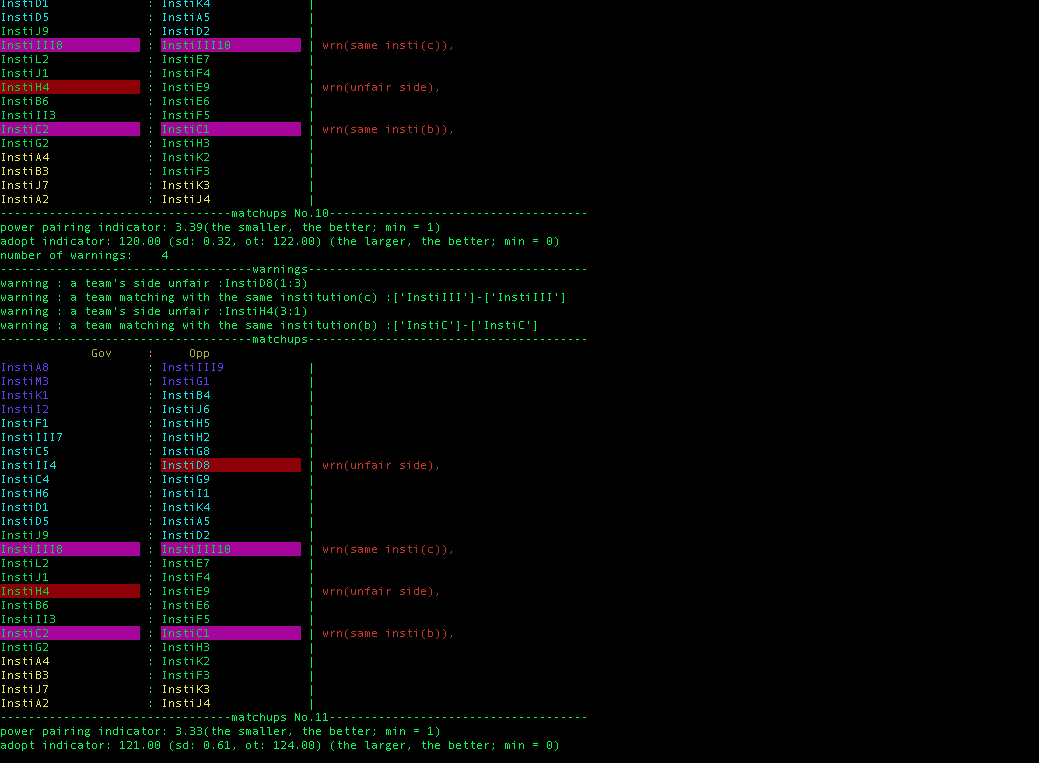 InstiD1 : InstiK4 |
InstiD5 : InstiA5 |
InstiJ9 : InstiD2 |
InstiIII8 : InstiIII10 | wrn(same insti(c)),
InstiL2 : InstiE7 |
InstiJ1 : InstiF4 |
InstiH4 : InstiE9 | wrn(unfair side),
InstiB6 : InstiE6 |
InstiII3 : InstiF5 |
InstiC2 : InstiC1 | wrn(same insti(b)),
InstiG2 : InstiH3 |
InstiA4 : InstiK2 |
InstiB3 : InstiF3 |
InstiJ7 : InstiK3 |
InstiA2 : InstiJ4 |
---------------------------------matchups No.10-------------------------------------
power pairing indicator: 3.39(the smaller, the better; min = 1)
adopt indicator: 120.00 (sd: 0.32, ot: 122.00) (the larger, the better; min = 0)
number of warnings: 4
------------------------------------warnings----------------------------------------
warning : a team's side unfair :InstiD8(1:3)
warning : a team matching with the same institution(c) :['InstiIII']-['InstiIII']
warning : a team's side unfair :InstiH4(3:1)
warning : a team matching with the same institution(b) :['InstiC']-['InstiC']
------------------------------------matchups----------------------------------------
Gov : Opp
InstiA8 : InstiIII9 |
InstiM3 : InstiG1 |
InstiK1 : InstiB4 |
InstiI2 : InstiJ6 |
InstiF1 : InstiH5 |
InstiIII7 : InstiH2 |
InstiC5 : InstiG8 |
InstiII4 : InstiD8 | wrn(unfair side),
InstiC4 : InstiG9 |
InstiH6 : InstiI1 |
InstiD1 : InstiK4 |
InstiD5 : InstiA5 |
InstiJ9 : InstiD2 |
InstiIII8 : InstiIII10 | wrn(same insti(c)),
InstiL2 : InstiE7 |
InstiJ1 : InstiF4 |
InstiH4 : InstiE9 | wrn(unfair side),
InstiB6 : InstiE6 |
InstiII3 : InstiF5 |
InstiC2 : InstiC1 | wrn(same insti(b)),
InstiG2 : InstiH3 |
InstiA4 : InstiK2 |
InstiB3 : InstiF3 |
InstiJ7 : InstiK3 |
InstiA2 : InstiJ4 |
---------------------------------matchups No.11-------------------------------------
power pairing indicator: 3.33(the smaller, the better; min = 1)
adopt indicator: 121.00 (sd: 0.61, ot: 124.00) (the larger, the better; min = 0)